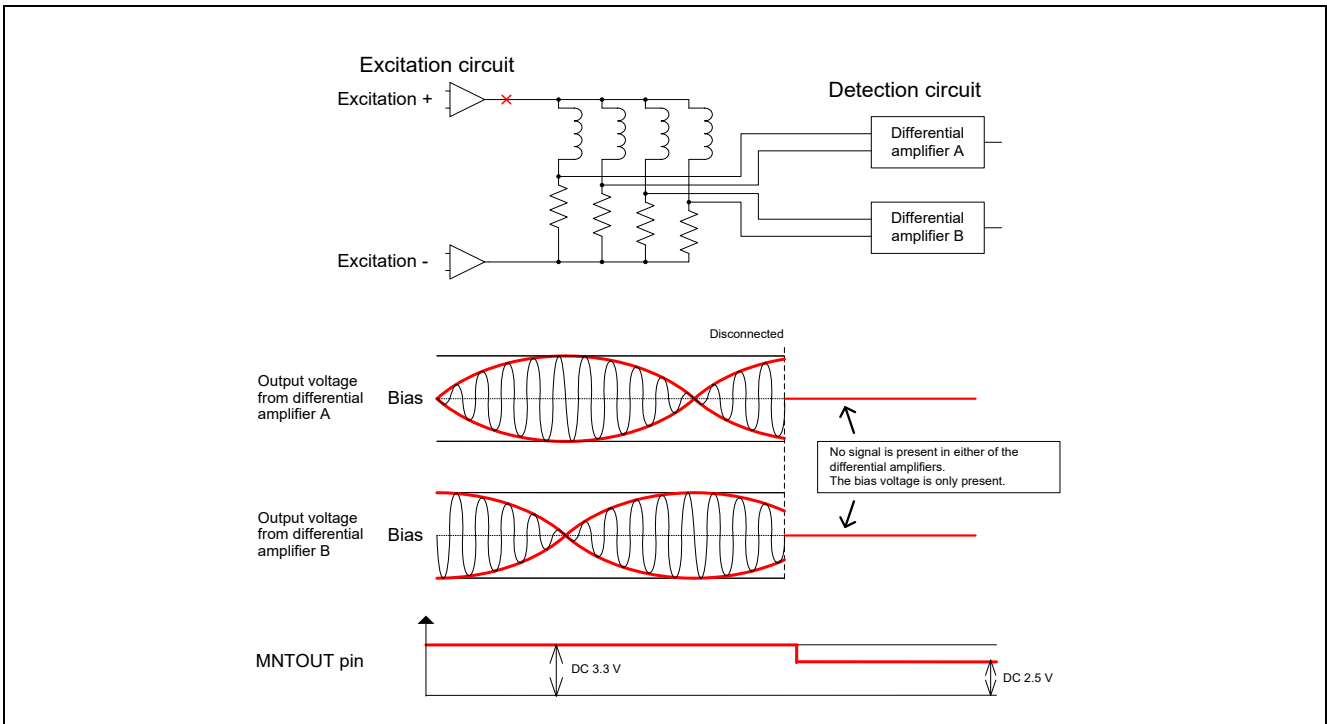 Excitation circuit
Excitation +
Detection circuit
Differential
amplifier A
Differential
amplifier B
Excitation -
Disconnected
Output voltage
from differential
amplifier A
Bias
No signal is present in either of the
differential amplifiers.
The bias voltage is only present.
Output voltage
from differential
amplifier B
Bias
MNTOUT pin
DC 3.3 V
DC 2.5 V